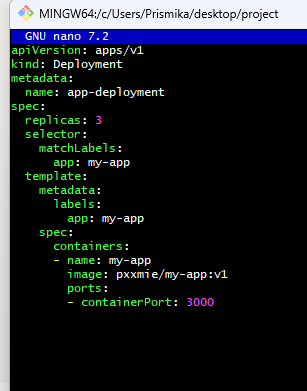 MINGW64:/c/Users/Prismika/desktop/project
GNU nano 7.2
apiVersion: apps/v1
kind: Deployment
metadata:
  name: app-deployment
spec:
  replicas: 3
  selector:
    matchLabels:
      app: my-app
  template:
    metadata:
      labels:
        app: my-app
    spec:
      containers:
      - name: my-app
        image: pxxmie/my-app:v1
        ports:
        - containerPort: 3000